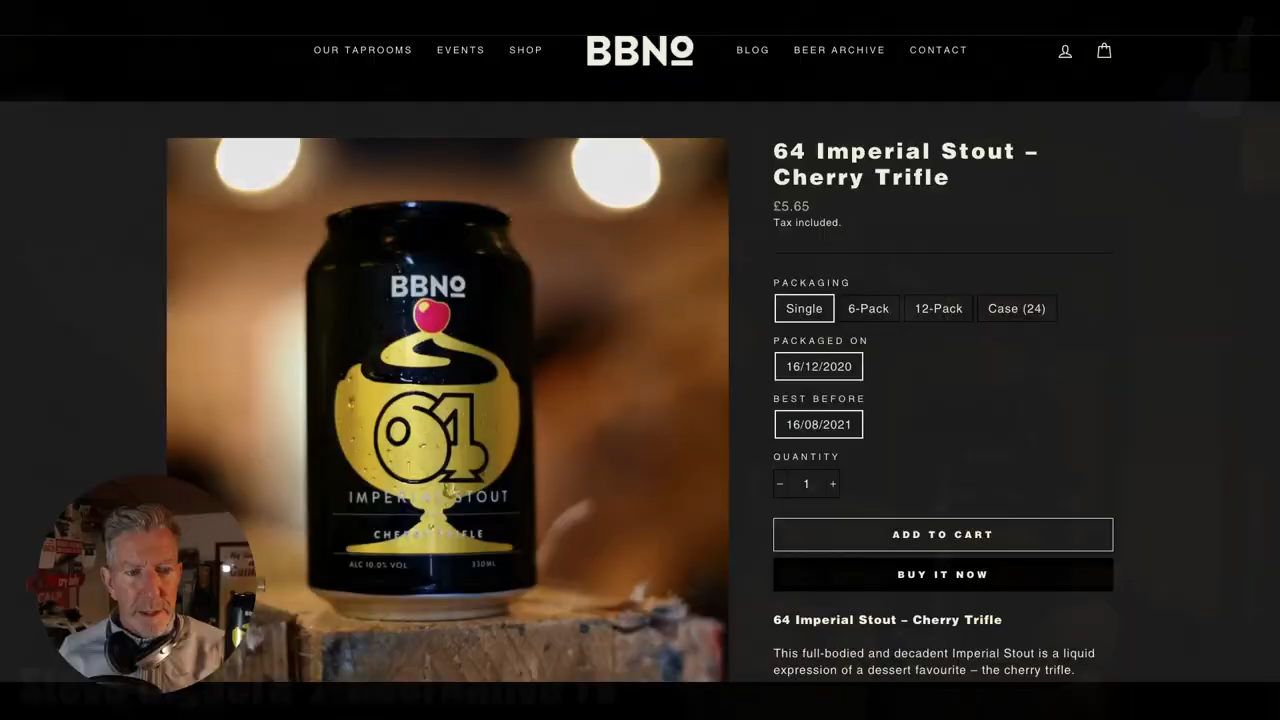 OUR TAPROOMS EVENTS SHOP BBNo BLOG BEER ARCHIVE CONTACT
64 Imperial Stout –
Cherry Trifle
£5.65
Tax included.
PACKAGING
Single 6-Pack 12-Pack Case (24)
PACKAGED ON
16/12/2020
BEST BEFORE
16/08/2021
QUANTITY
− 1 +
ADD TO CART
BUY IT NOW
64 Imperial Stout – Cherry Trifle
This full-bodied and decadent Imperial Stout is a liquid
expression of a dessert favourite – the cherry trifle.
BBNo
61
IMPERIAL STOUT
CHERRY TRIFLE
ALC 10.0% VOL 330ML